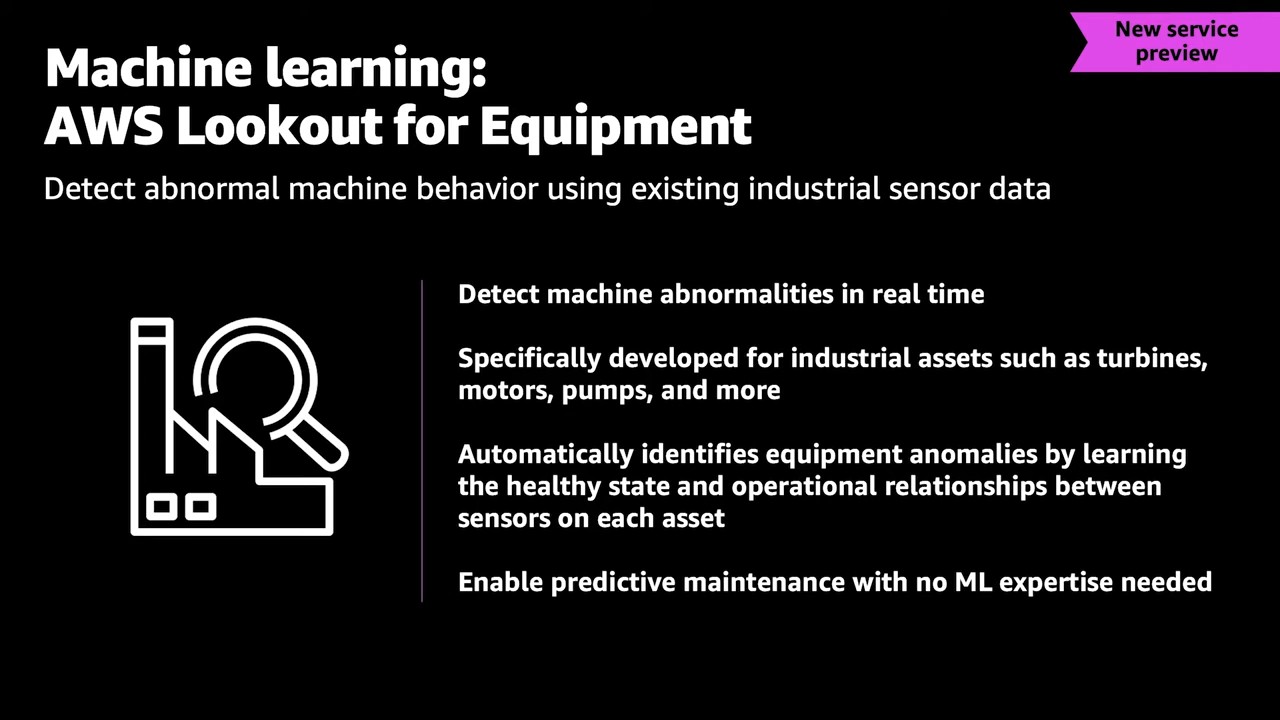 New service
preview
Machine learning:
AWS Lookout for Equipment
Detect abnormal machine behavior using existing industrial sensor data
Detect machine abnormalities in real time
Specifically developed for industrial assets such as turbines,
motors, pumps, and more
Automatically identifies equipment anomalies by learning
the healthy state and operational relationships between
sensors on each asset
Enable predictive maintenance with no ML expertise needed